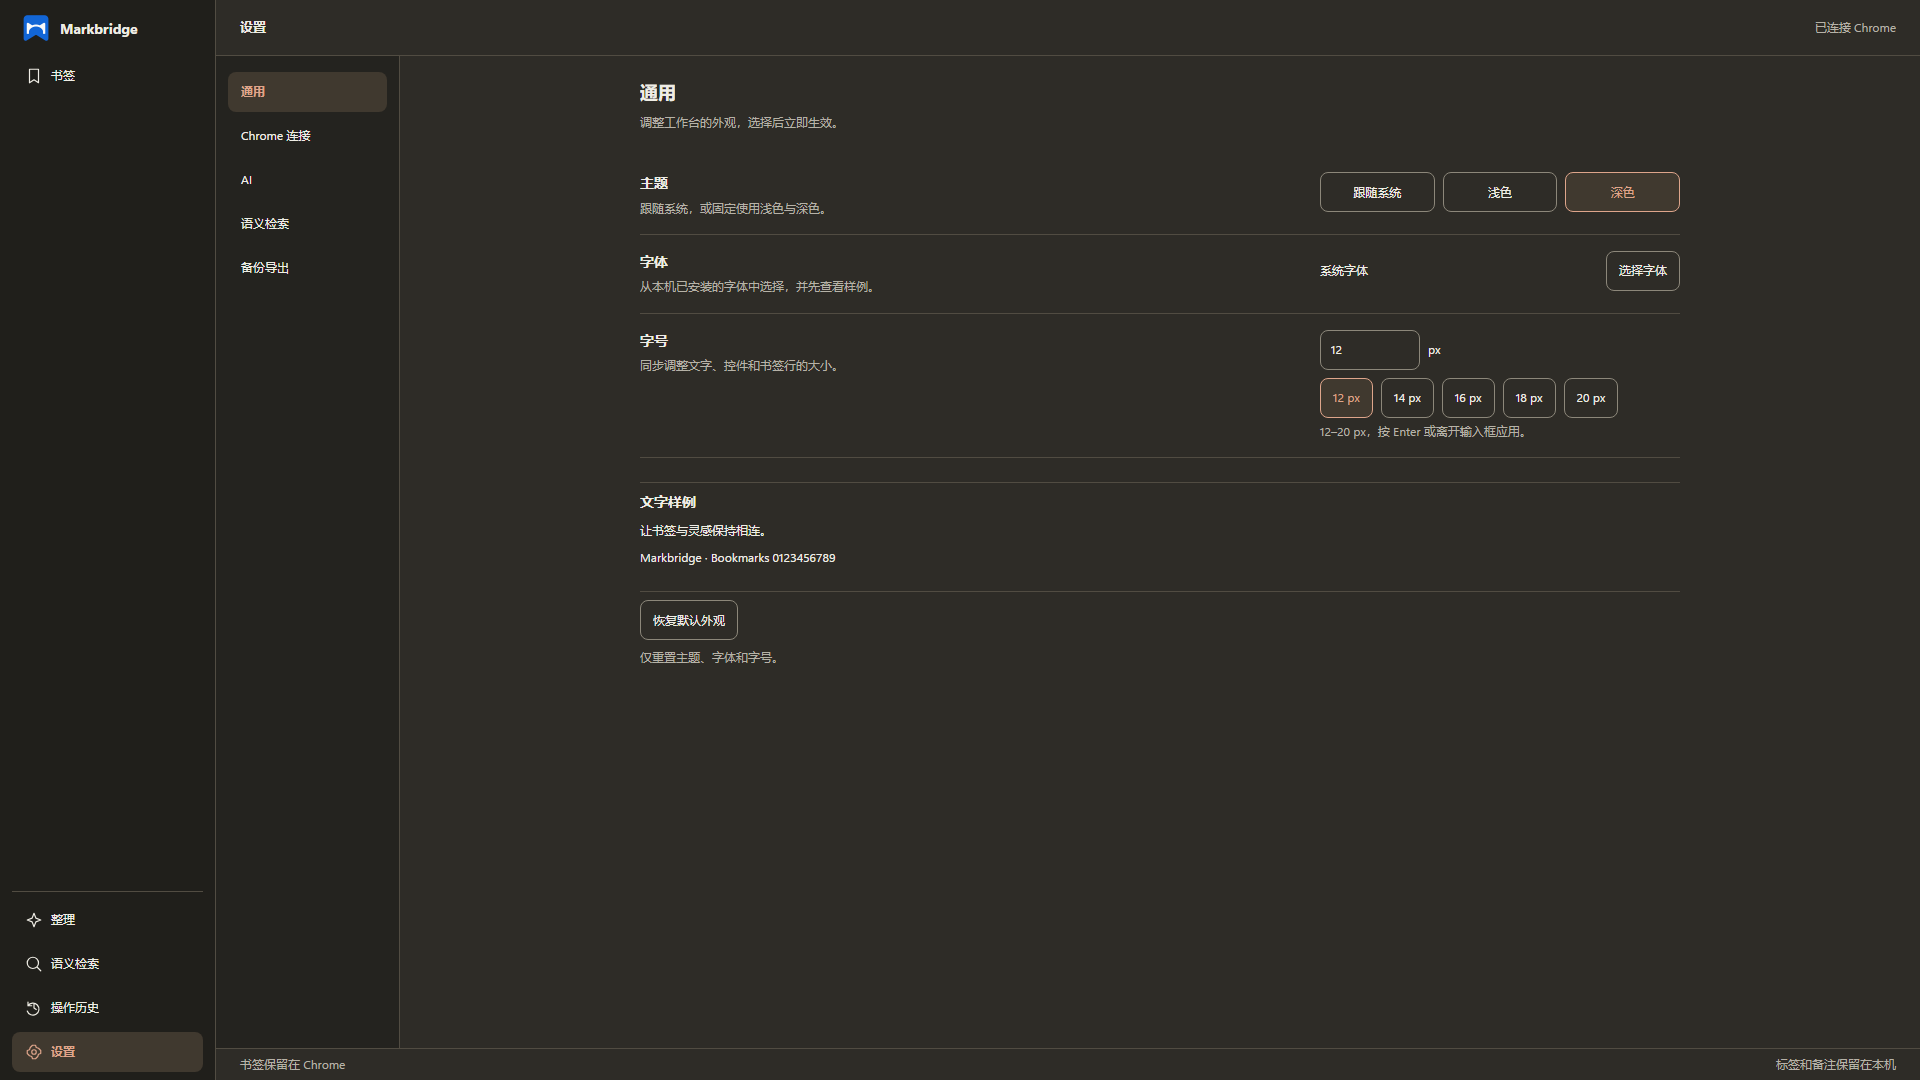 Markbridge
书签
整理
语义检索
操作历史
设置
设置
已连接 Chrome
通用
Chrome 连接
AI
语义检索
备份导出
通用
调整工作台的外观，选择后立即生效。
主题
跟随系统，或固定使用浅色与深色。
跟随系统
浅色
深色
字体
从本机已安装的字体中选择，并先查看样例。
系统字体
选择字体
字号
同步调整文字、控件和书签行的大小。
12
px
12 px
14 px
16 px
18 px
20 px
12–20 px，按 Enter 或离开输入框应用。
文字样例
让书签与灵感保持相连。
Markbridge · Bookmarks 0123456789
恢复默认外观
仅重置主题、字体和字号。
书签保留在 Chrome
标签和备注保留在本机